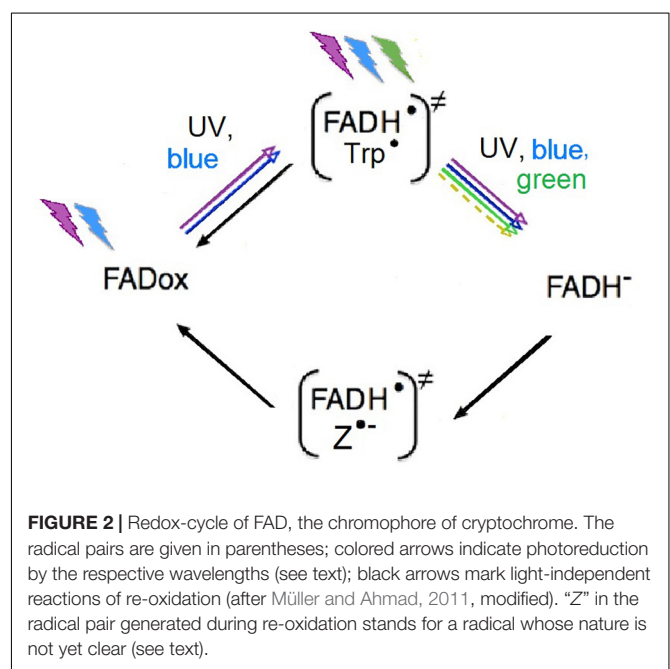 UV,
blue
(FADH•
Trp•)≠
UV, blue,
green
FADox
FADH⁻
(FADH•
Z•-)≠
FIGURE 2 | Redox-cycle of FAD, the chromophore of cryptochrome. The
radical pairs are given in parentheses; colored arrows indicate photoreduction
by the respective wavelengths (see text); black arrows mark light-independent
reactions of re-oxidation (after Müller and Ahmad, 2011, modified). “Z” in the
radical pair generated during re-oxidation stands for a radical whose nature is
not yet clear (see text).